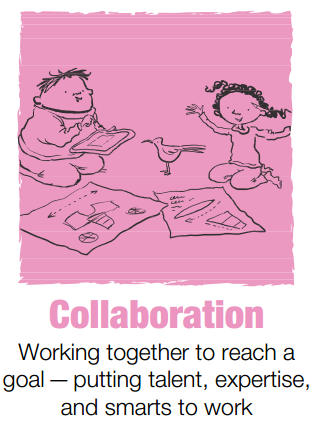 Collaboration
Working together to reach a
goal — putting talent, expertise,
and smarts to work